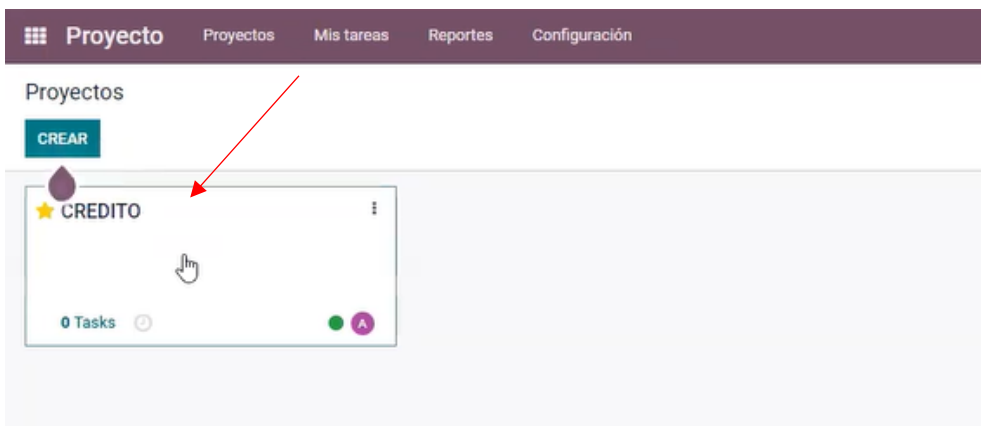 Proyecto Proyectos Mis tareas Reportes Configuración
Proyectos
CREAR
CREDITO
0 Tasks A